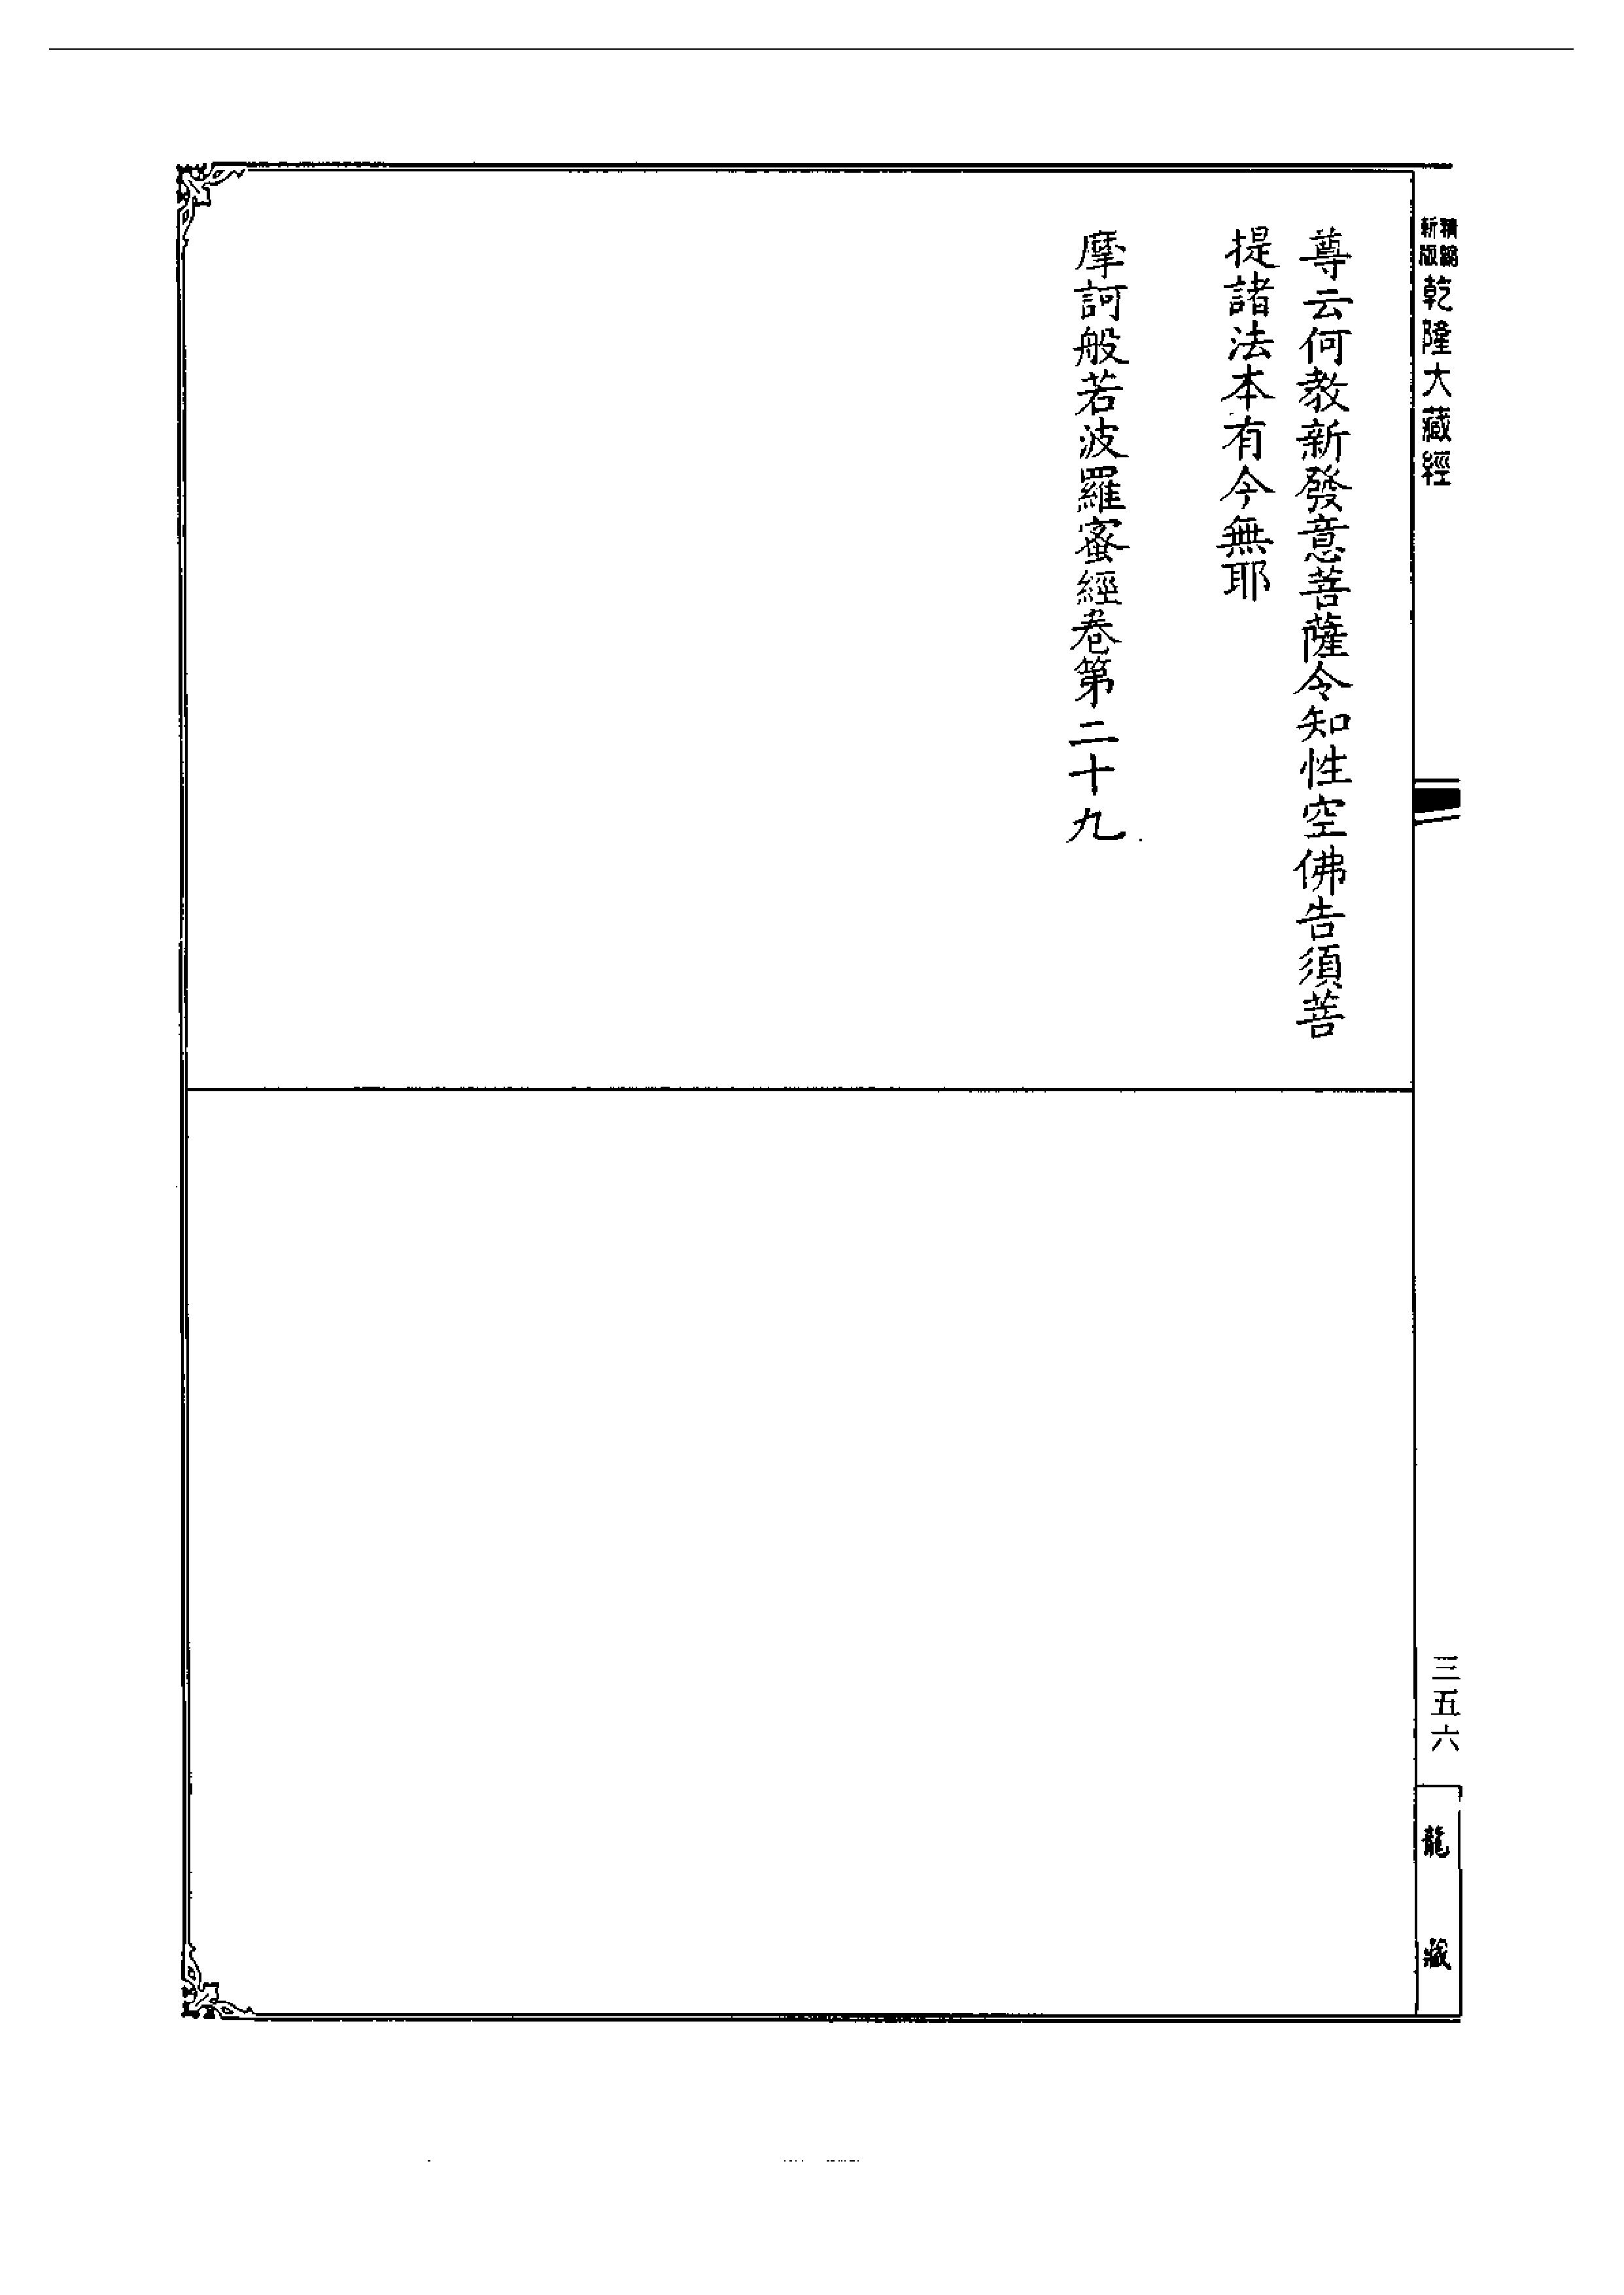 精編新版
乾隆大藏經
尊云何教新發意菩薩令知性空佛告須菩
提諸法本有今無耶
摩訶般若波羅蜜經卷第二十九
三五六
龍藏